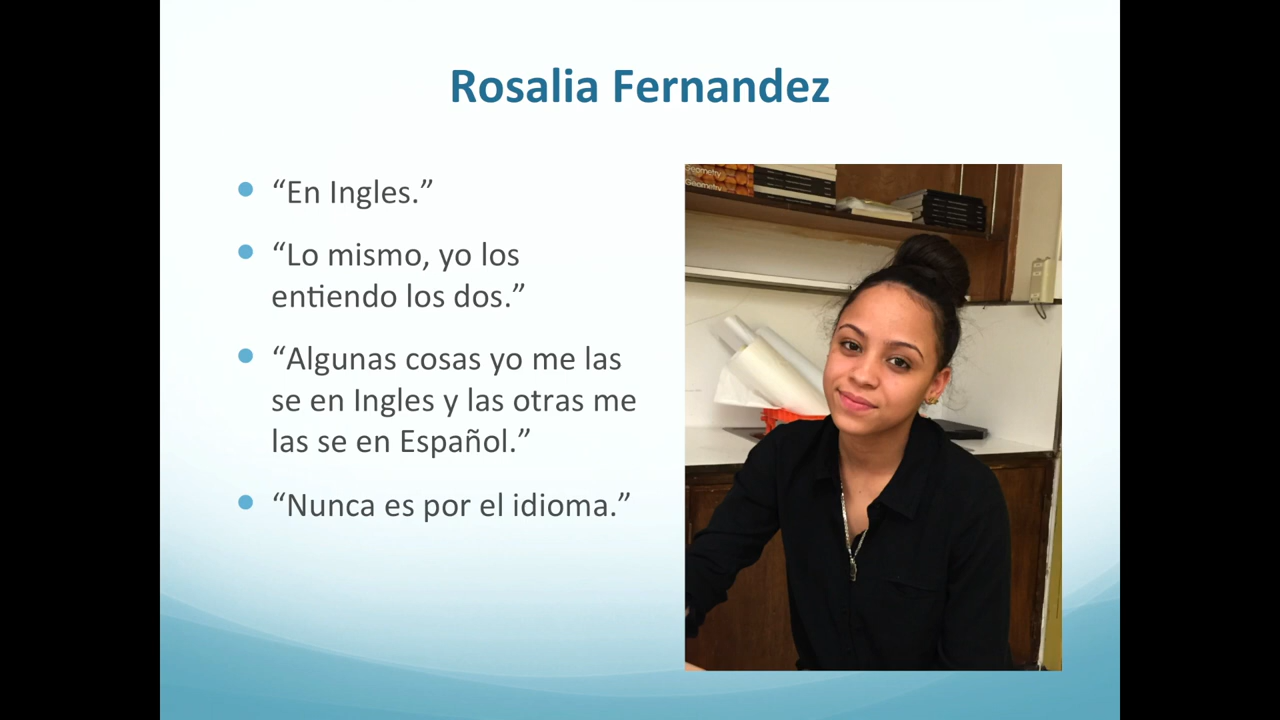 Rosalia Fernandez
“En Ingles.”
“Lo mismo, yo los
entiendo los dos.”
“Algunas cosas yo me las
se en Ingles y las otras me
las se en Español.”
“Nunca es por el idioma.”
Geometry
Geometry